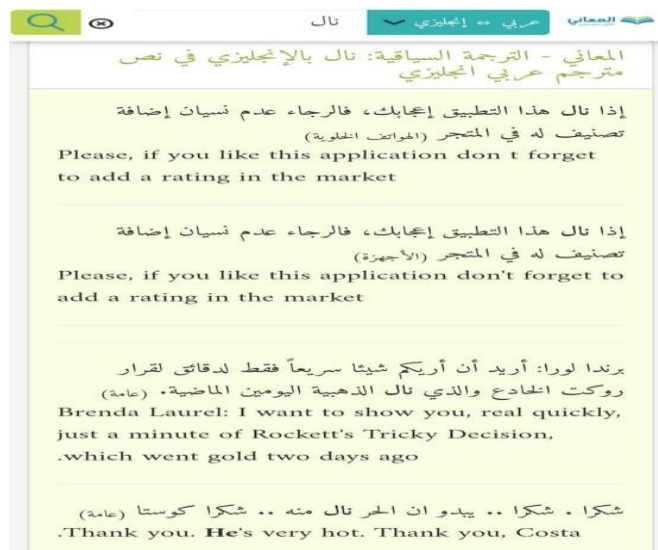 المعاني
عربي ⇔ إنجليزي
نال
المعاني - الترجمة السياقية: نال بالإنجليزي في نص
مترجم عربي انجليزي
إذا نال هذا التطبيق إعجابك، فالرجاء عدم نسيان إضافة
تصنيف له في المتجر (الهواتف الخلوية)
Please, if you like this application don t forget
to add a rating in the market
إذا نال هذا التطبيق إعجابك، فالرجاء عدم نسيان إضافة
تصنيف له في المتجر (الأجهزة)
Please, if you like this application don't forget to
add a rating in the market
برندا لورا: أريد أن أريكم شيئا سريعاً فقط لدقائق لقرار
روكت الخادع والذي نال الذهبية اليومين الماضية. (عامة)
Brenda Laurel: I want to show you, real quickly,
just a minute of Rockett's Tricky Decision,
.which went gold two days ago
شكرا . شكرا .. يبدو ان الحر نال منه .. شكرا كوستا (عامة)
.Thank you. He's very hot. Thank you, Costa